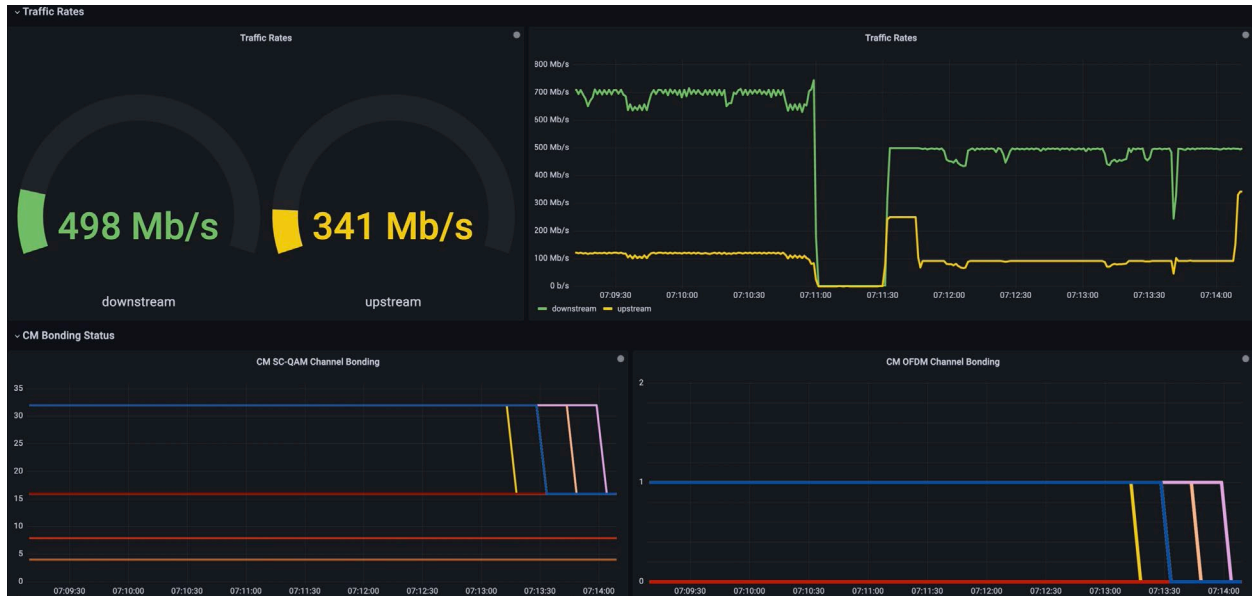 Traffic Rates
Traffic Rates
498 Mb/s
341 Mb/s
downstream
upstream
Traffic Rates
800 Mb/s
700 Mb/s
600 Mb/s
500 Mb/s
400 Mb/s
300 Mb/s
200 Mb/s
100 Mb/s
0 b/s
07:09:30 07:10:00 07:10:30 07:11:00 07:11:30 07:12:00 07:12:30 07:13:00 07:13:30 07:14:00
downstream upstream
CM Bonding Status
CM SC-QAM Channel Bonding
35
30
25
20
15
10
5
0
07:09:30 07:10:00 07:10:30 07:11:00 07:11:30 07:12:00 07:12:30 07:13:00 07:13:30 07:14:00
CM OFDM Channel Bonding
2
1
0
07:09:30 07:10:00 07:10:30 07:11:00 07:11:30 07:12:00 07:12:30 07:13:00 07:13:30 07:14:00